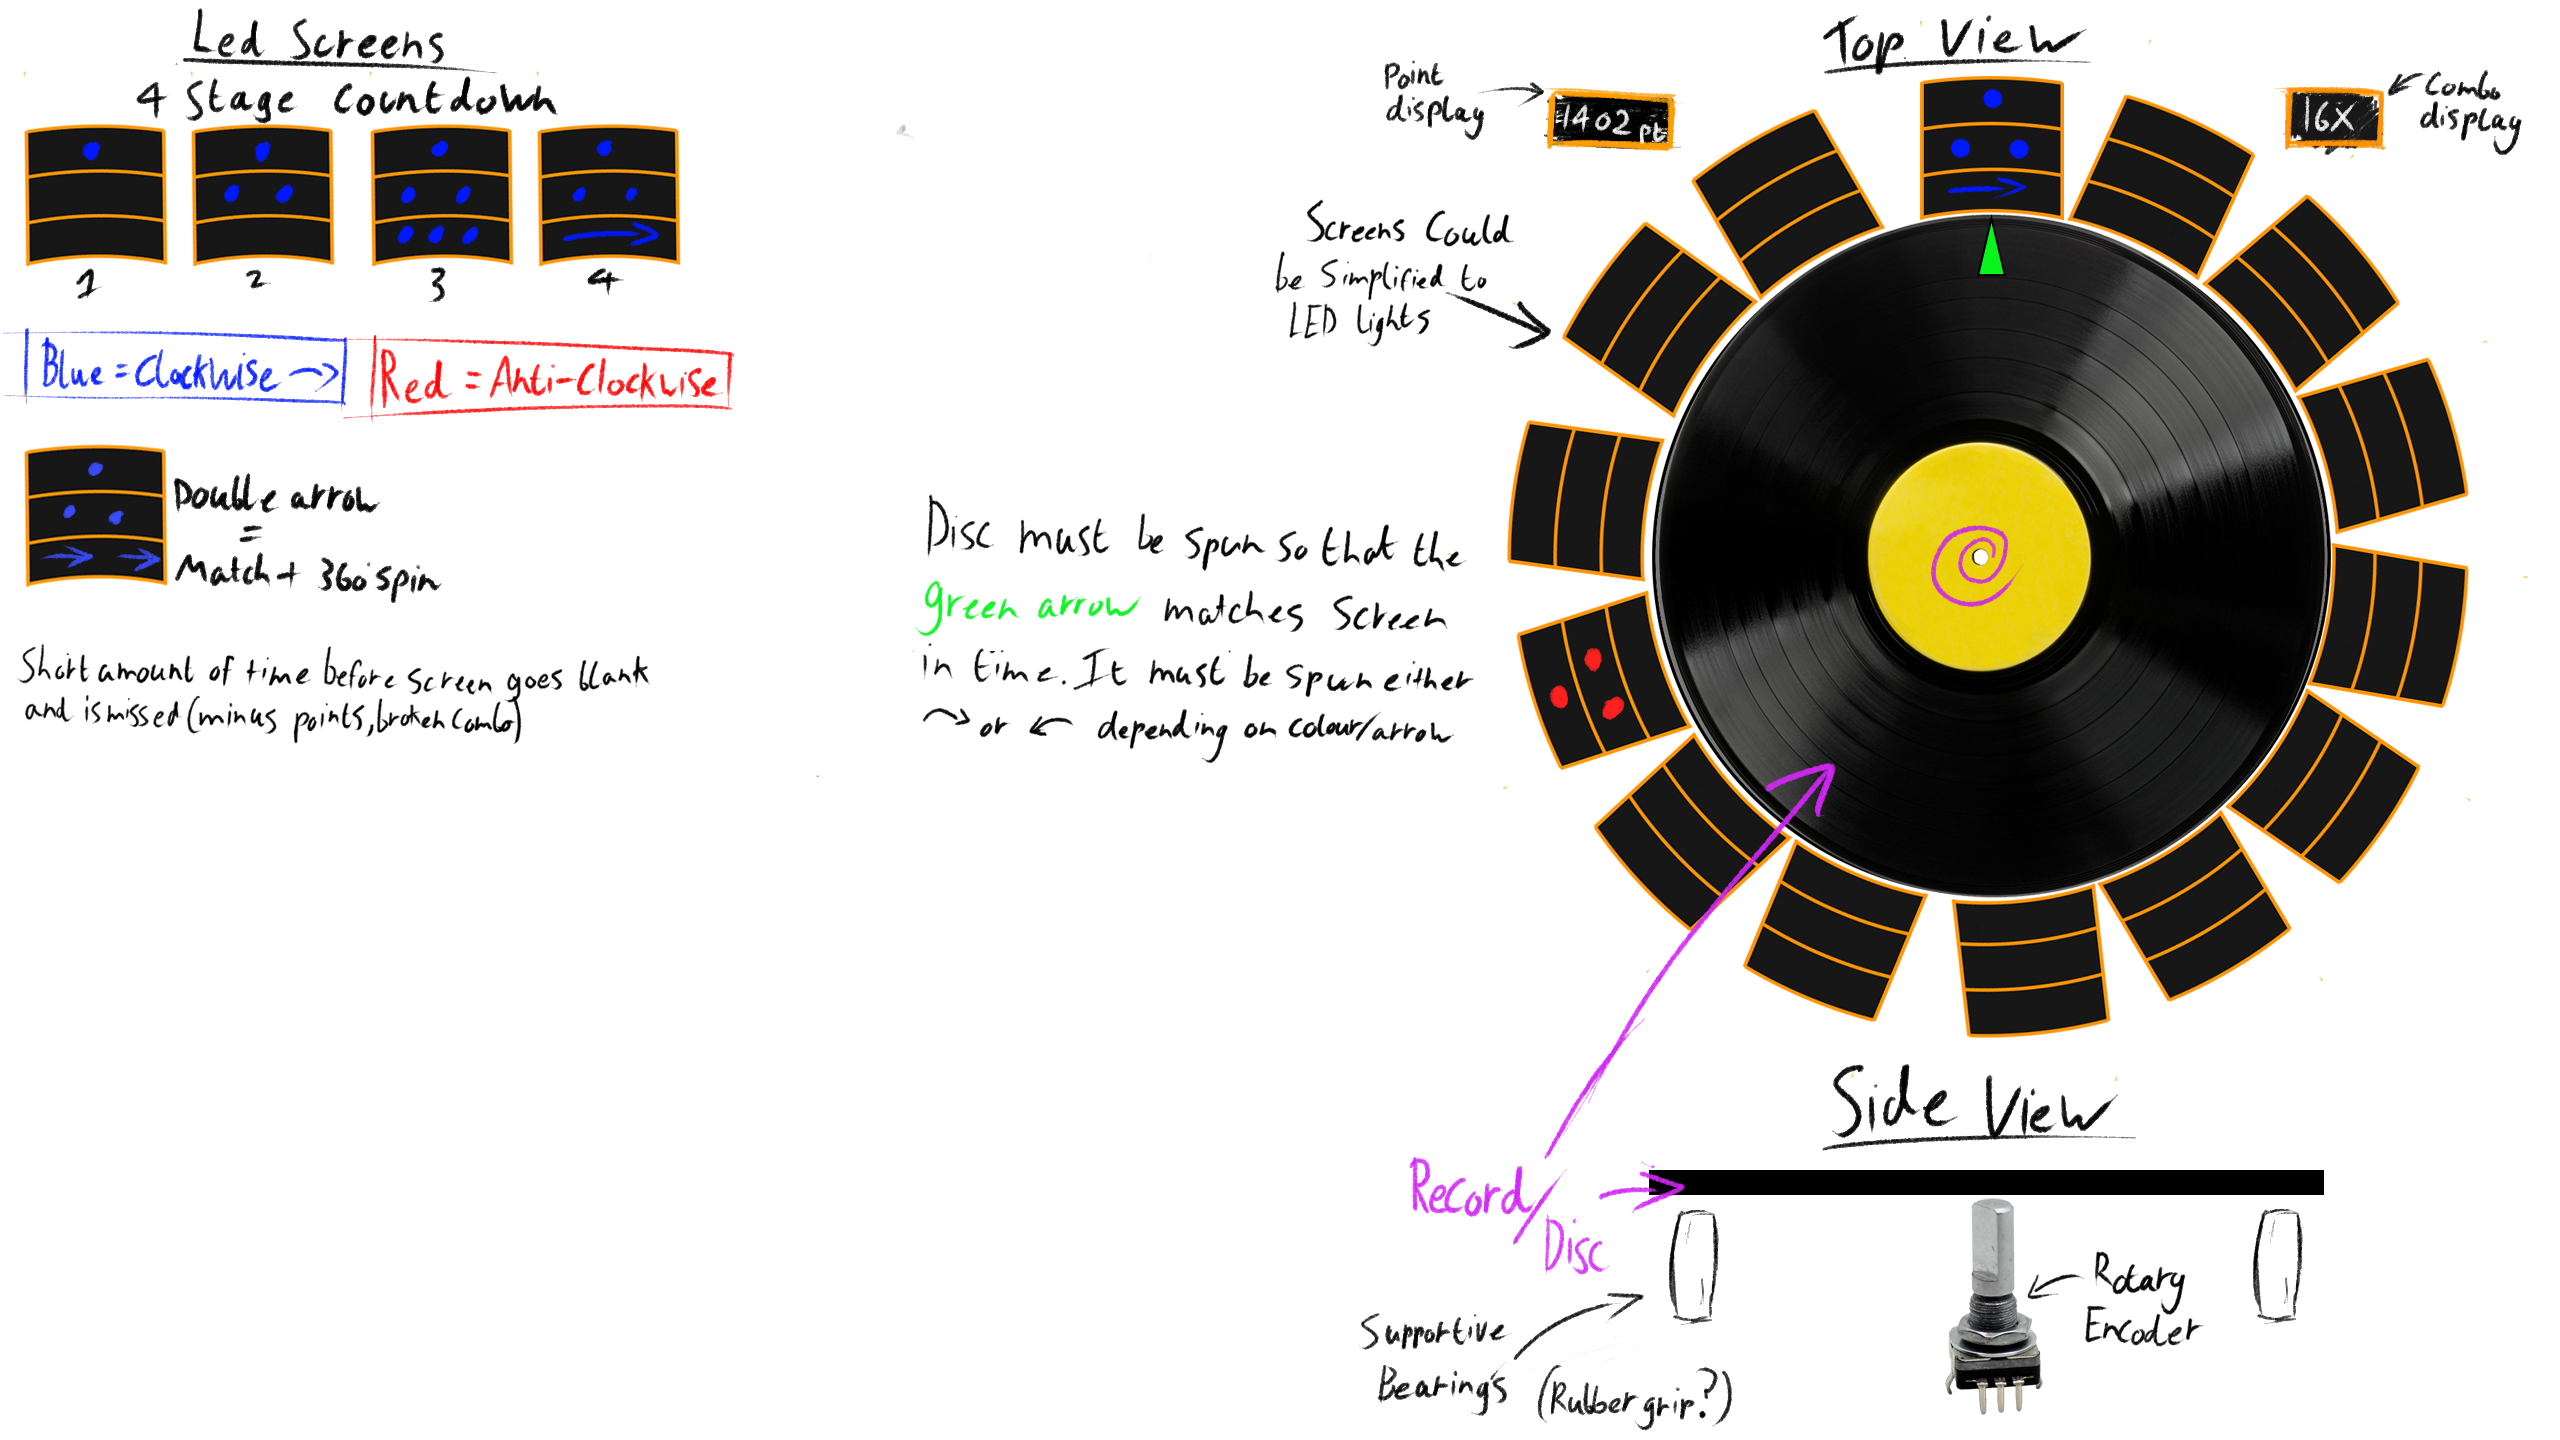 Led Screens
4 Stage Countdown
1 2 3 4
Blue = Clockwise → Red = Anti-Clockwise
Double arrow
=
Match + 360° spin
Short amount of time before screen goes blank
and is missed (minus points, broken combo)
Disc must be spun so that the
green arrow matches screen
in time. It must be spun either
→ or ← depending on colour/arrow
Top View
Point
display
1402 pt
16X
Combo
display
Screens Could
be Simplified to
LED lights
Side View
Record/
Disc
Supportive
Bearings (Rubber grip?)
Rotary
Encoder